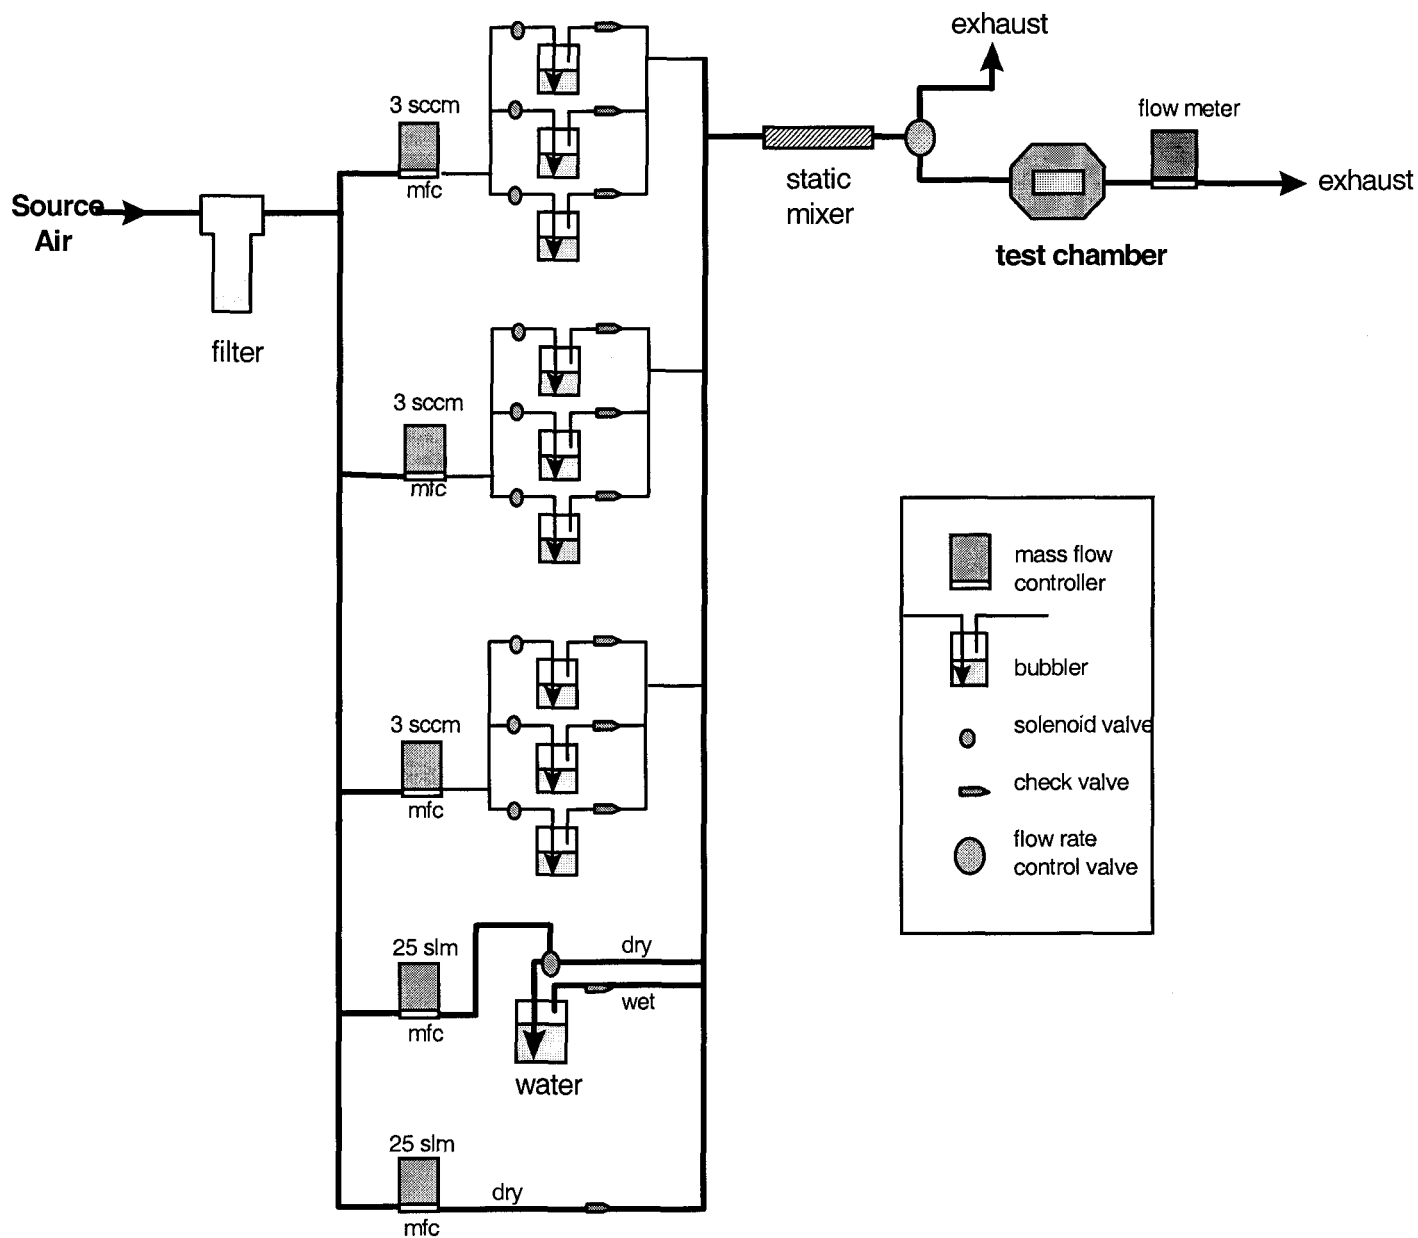 exhaust
3 sccm
flow meter
mfc
static
mixer
exhaust
Source
Air
test chamber
filter
3 sccm
mfc
mass flow
controller
bubbler
3 sccm
solenoid valve
check valve
mfc
flow rate
control valve
25 slm
dry
wet
mfc
water
25 slm
dry
mfc